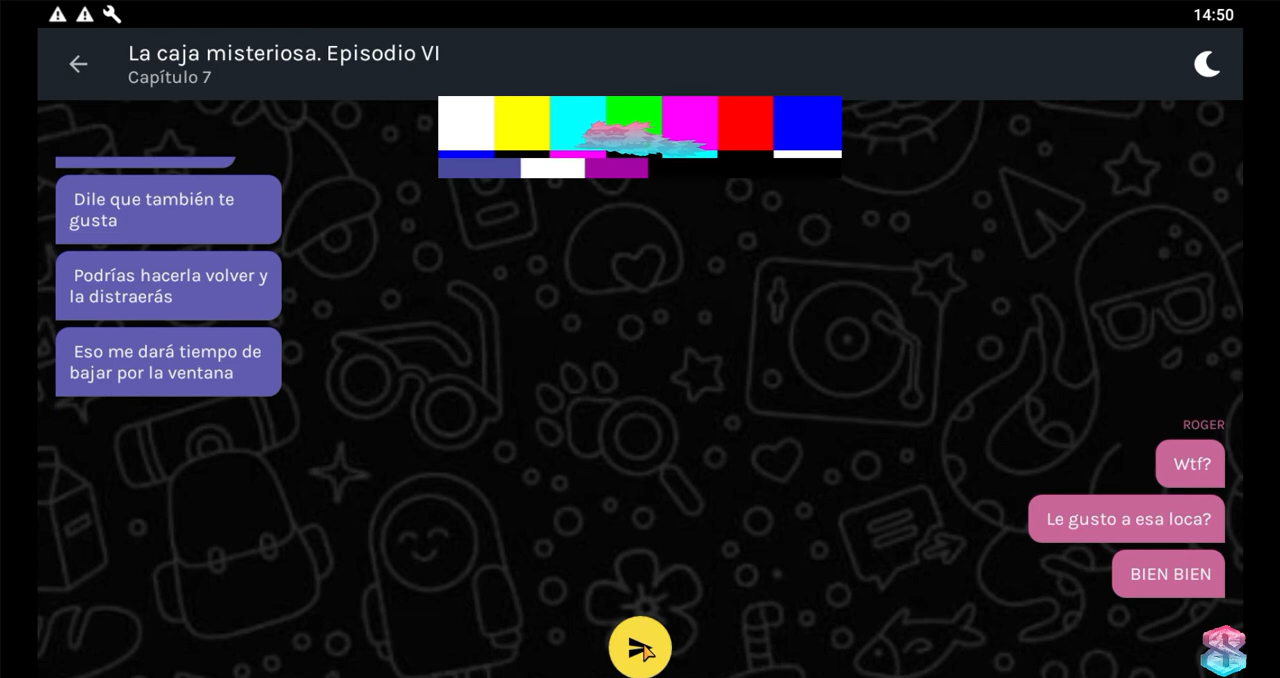 14:50
La caja misteriosa. Episodio VI
Capítulo 7
Dile que también te
gusta
Podrías hacerla volver y
la distraerás
Eso me dará tiempo de
bajar por la ventana
ROGER
Wtf?
Le gusto a esa loca?
BIEN BIEN